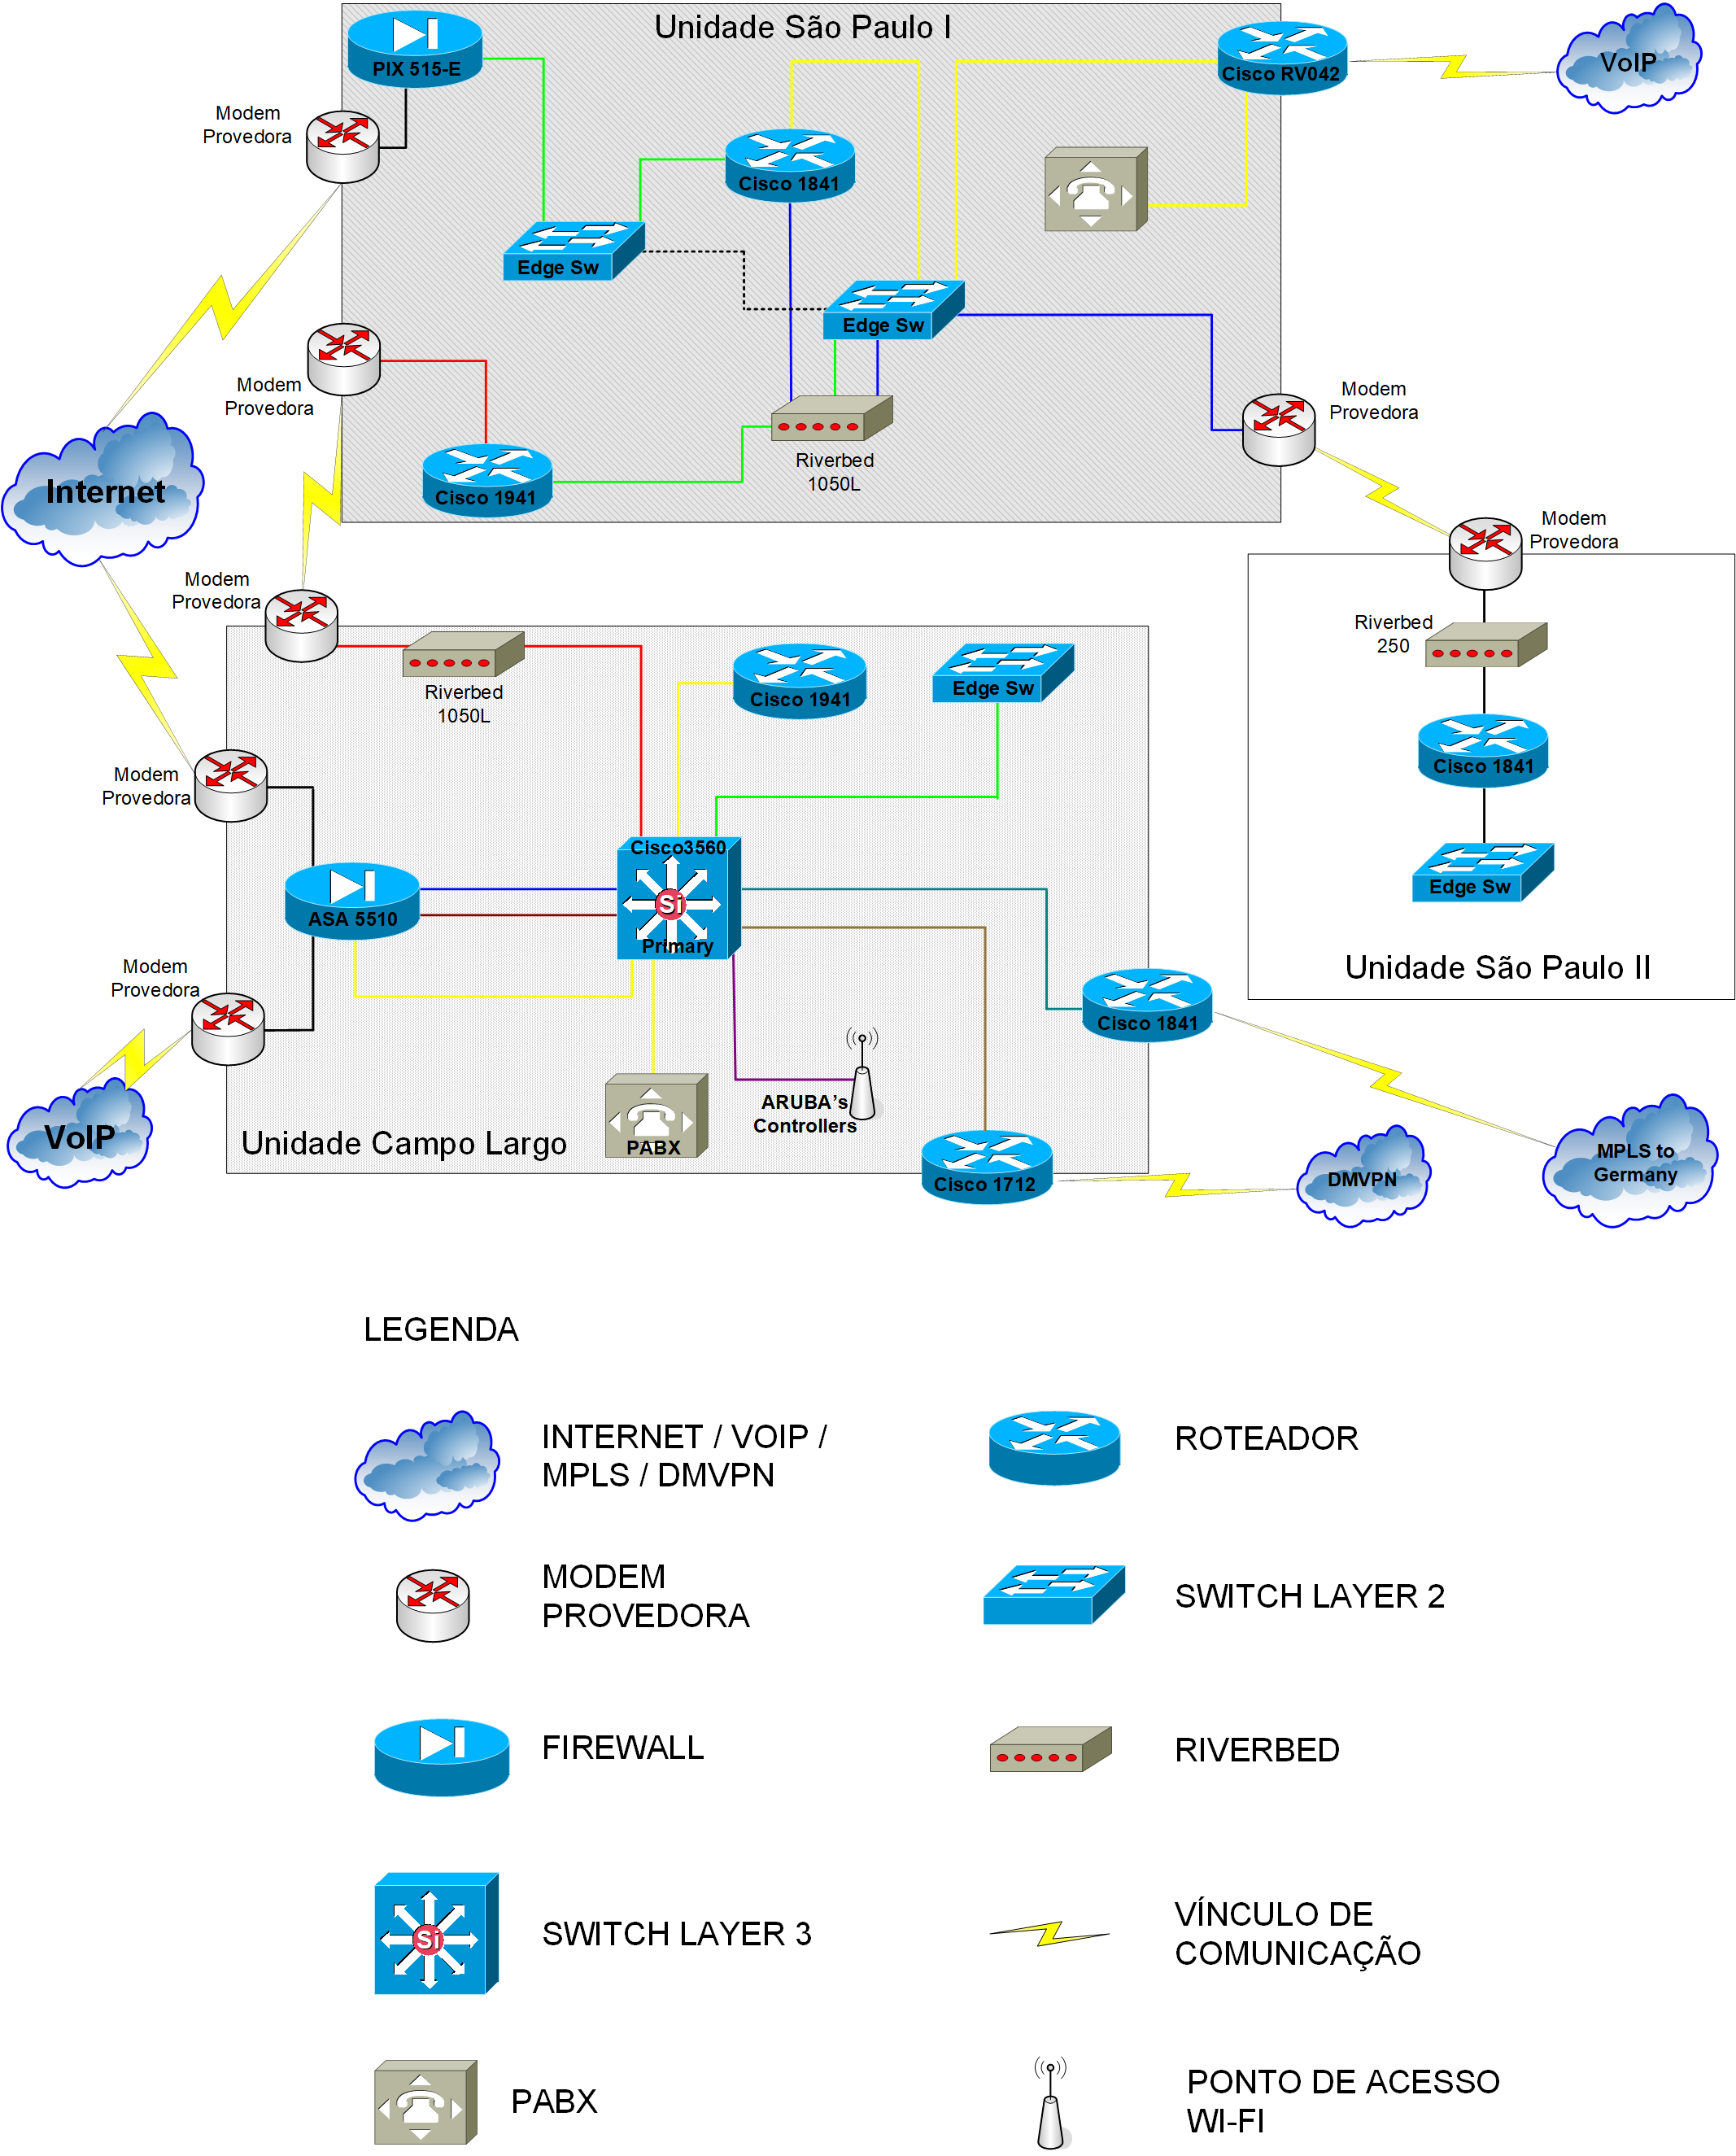 Unidade São Paulo I
PIX 515-E
Cisco RV042
VoIP
Modem
Provedora
Cisco 1841
Edge Sw
Edge Sw
Modem
Provedora
Modem
Provedora
Riverbed
1050L
Internet
Cisco 1941
Modem
Provedora
Modem
Provedora
Riverbed
250
Cisco 1841
Edge Sw
Unidade São Paulo II
Riverbed
1050L
Cisco 1941
Edge Sw
Modem
Provedora
Cisco3560
Si
Primary
ASA 5510
Modem
Provedora
Cisco 1841
ARUBA's
Controllers
VoIP
Unidade Campo Largo
PABX
Cisco 1712
DMVPN
MPLS to
Germany
LEGENDA
INTERNET / VOIP /
MPLS / DMVPN
ROTEADOR
MODEM
PROVEDORA
SWITCH LAYER 2
FIREWALL
RIVERBED
Si
SWITCH LAYER 3
VÍNCULO DE
COMUNICAÇÃO
PABX
PONTO DE ACESSO
WI-FI